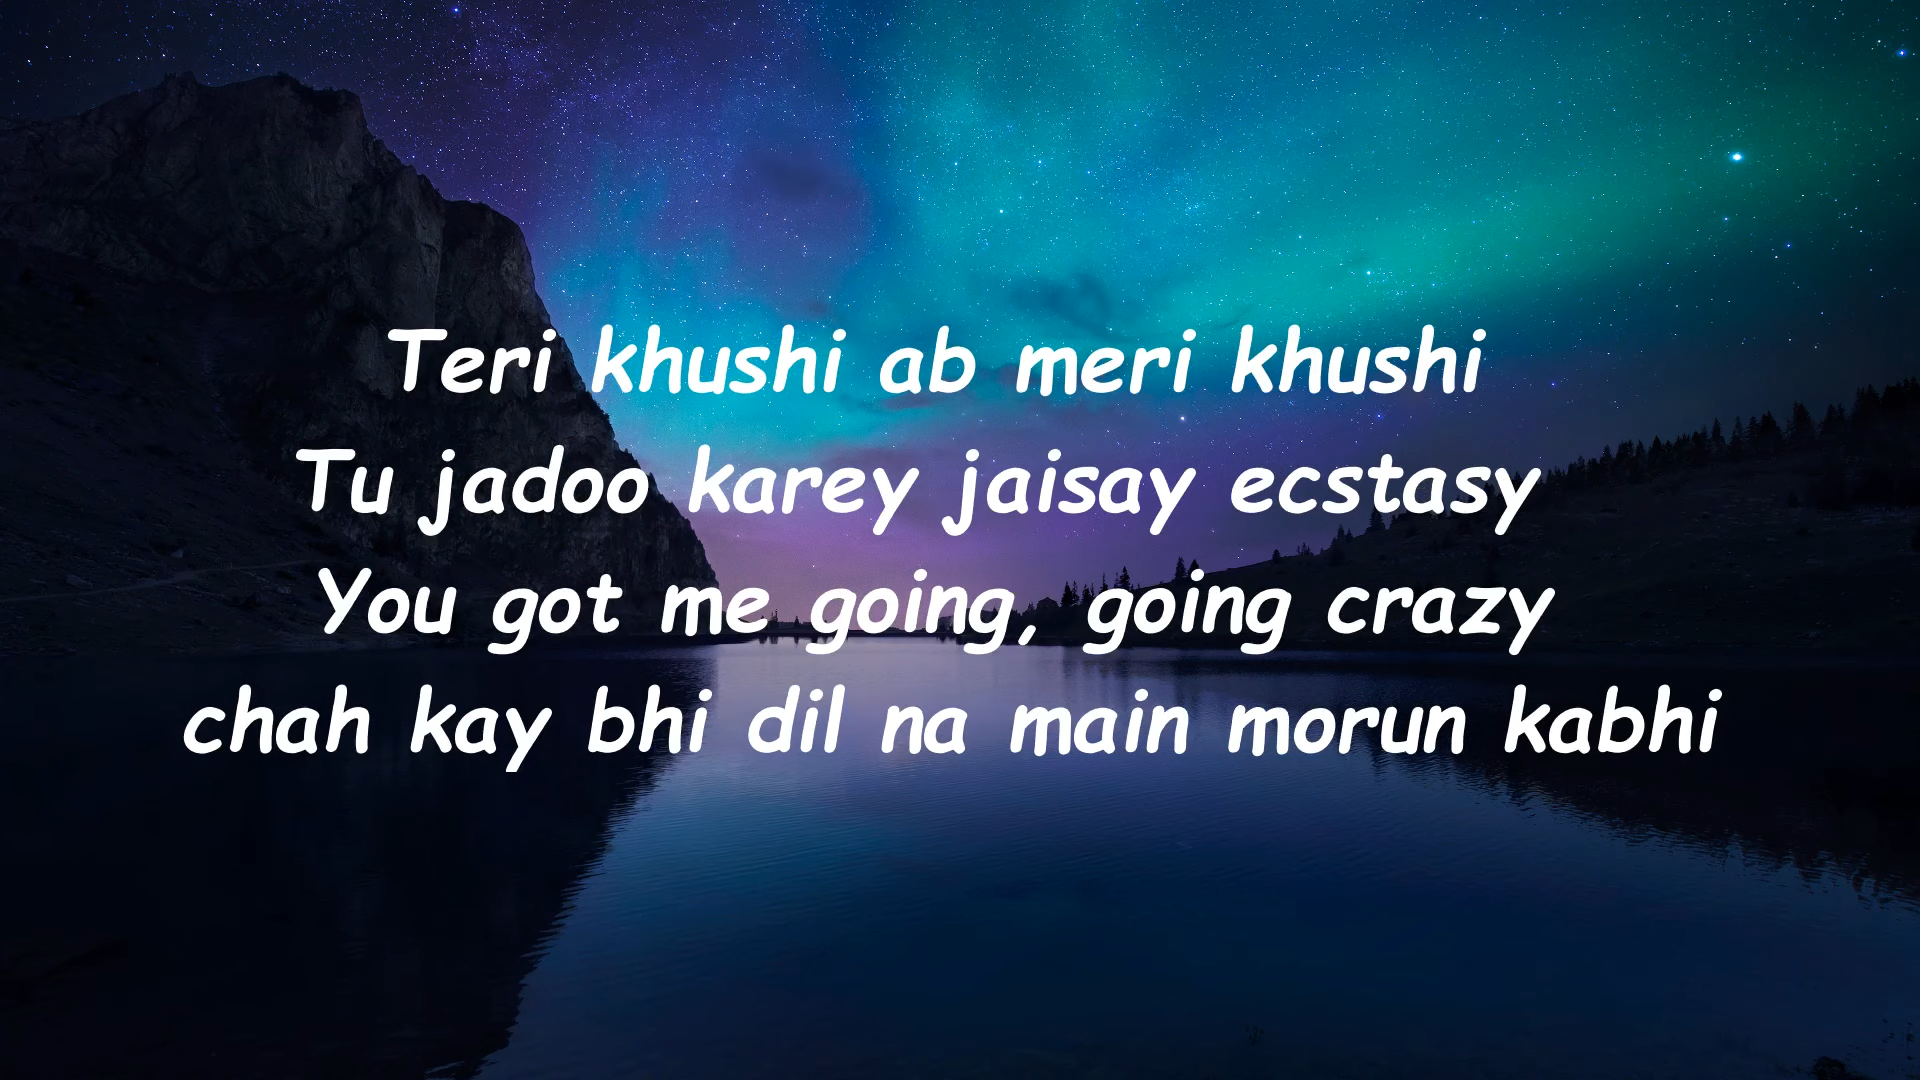 Teri khushi ab meri khushi
Tu jadoo karey jaisay ecstasy
You got me going, going crazy
chah kay bhi dil na main morun kabhi